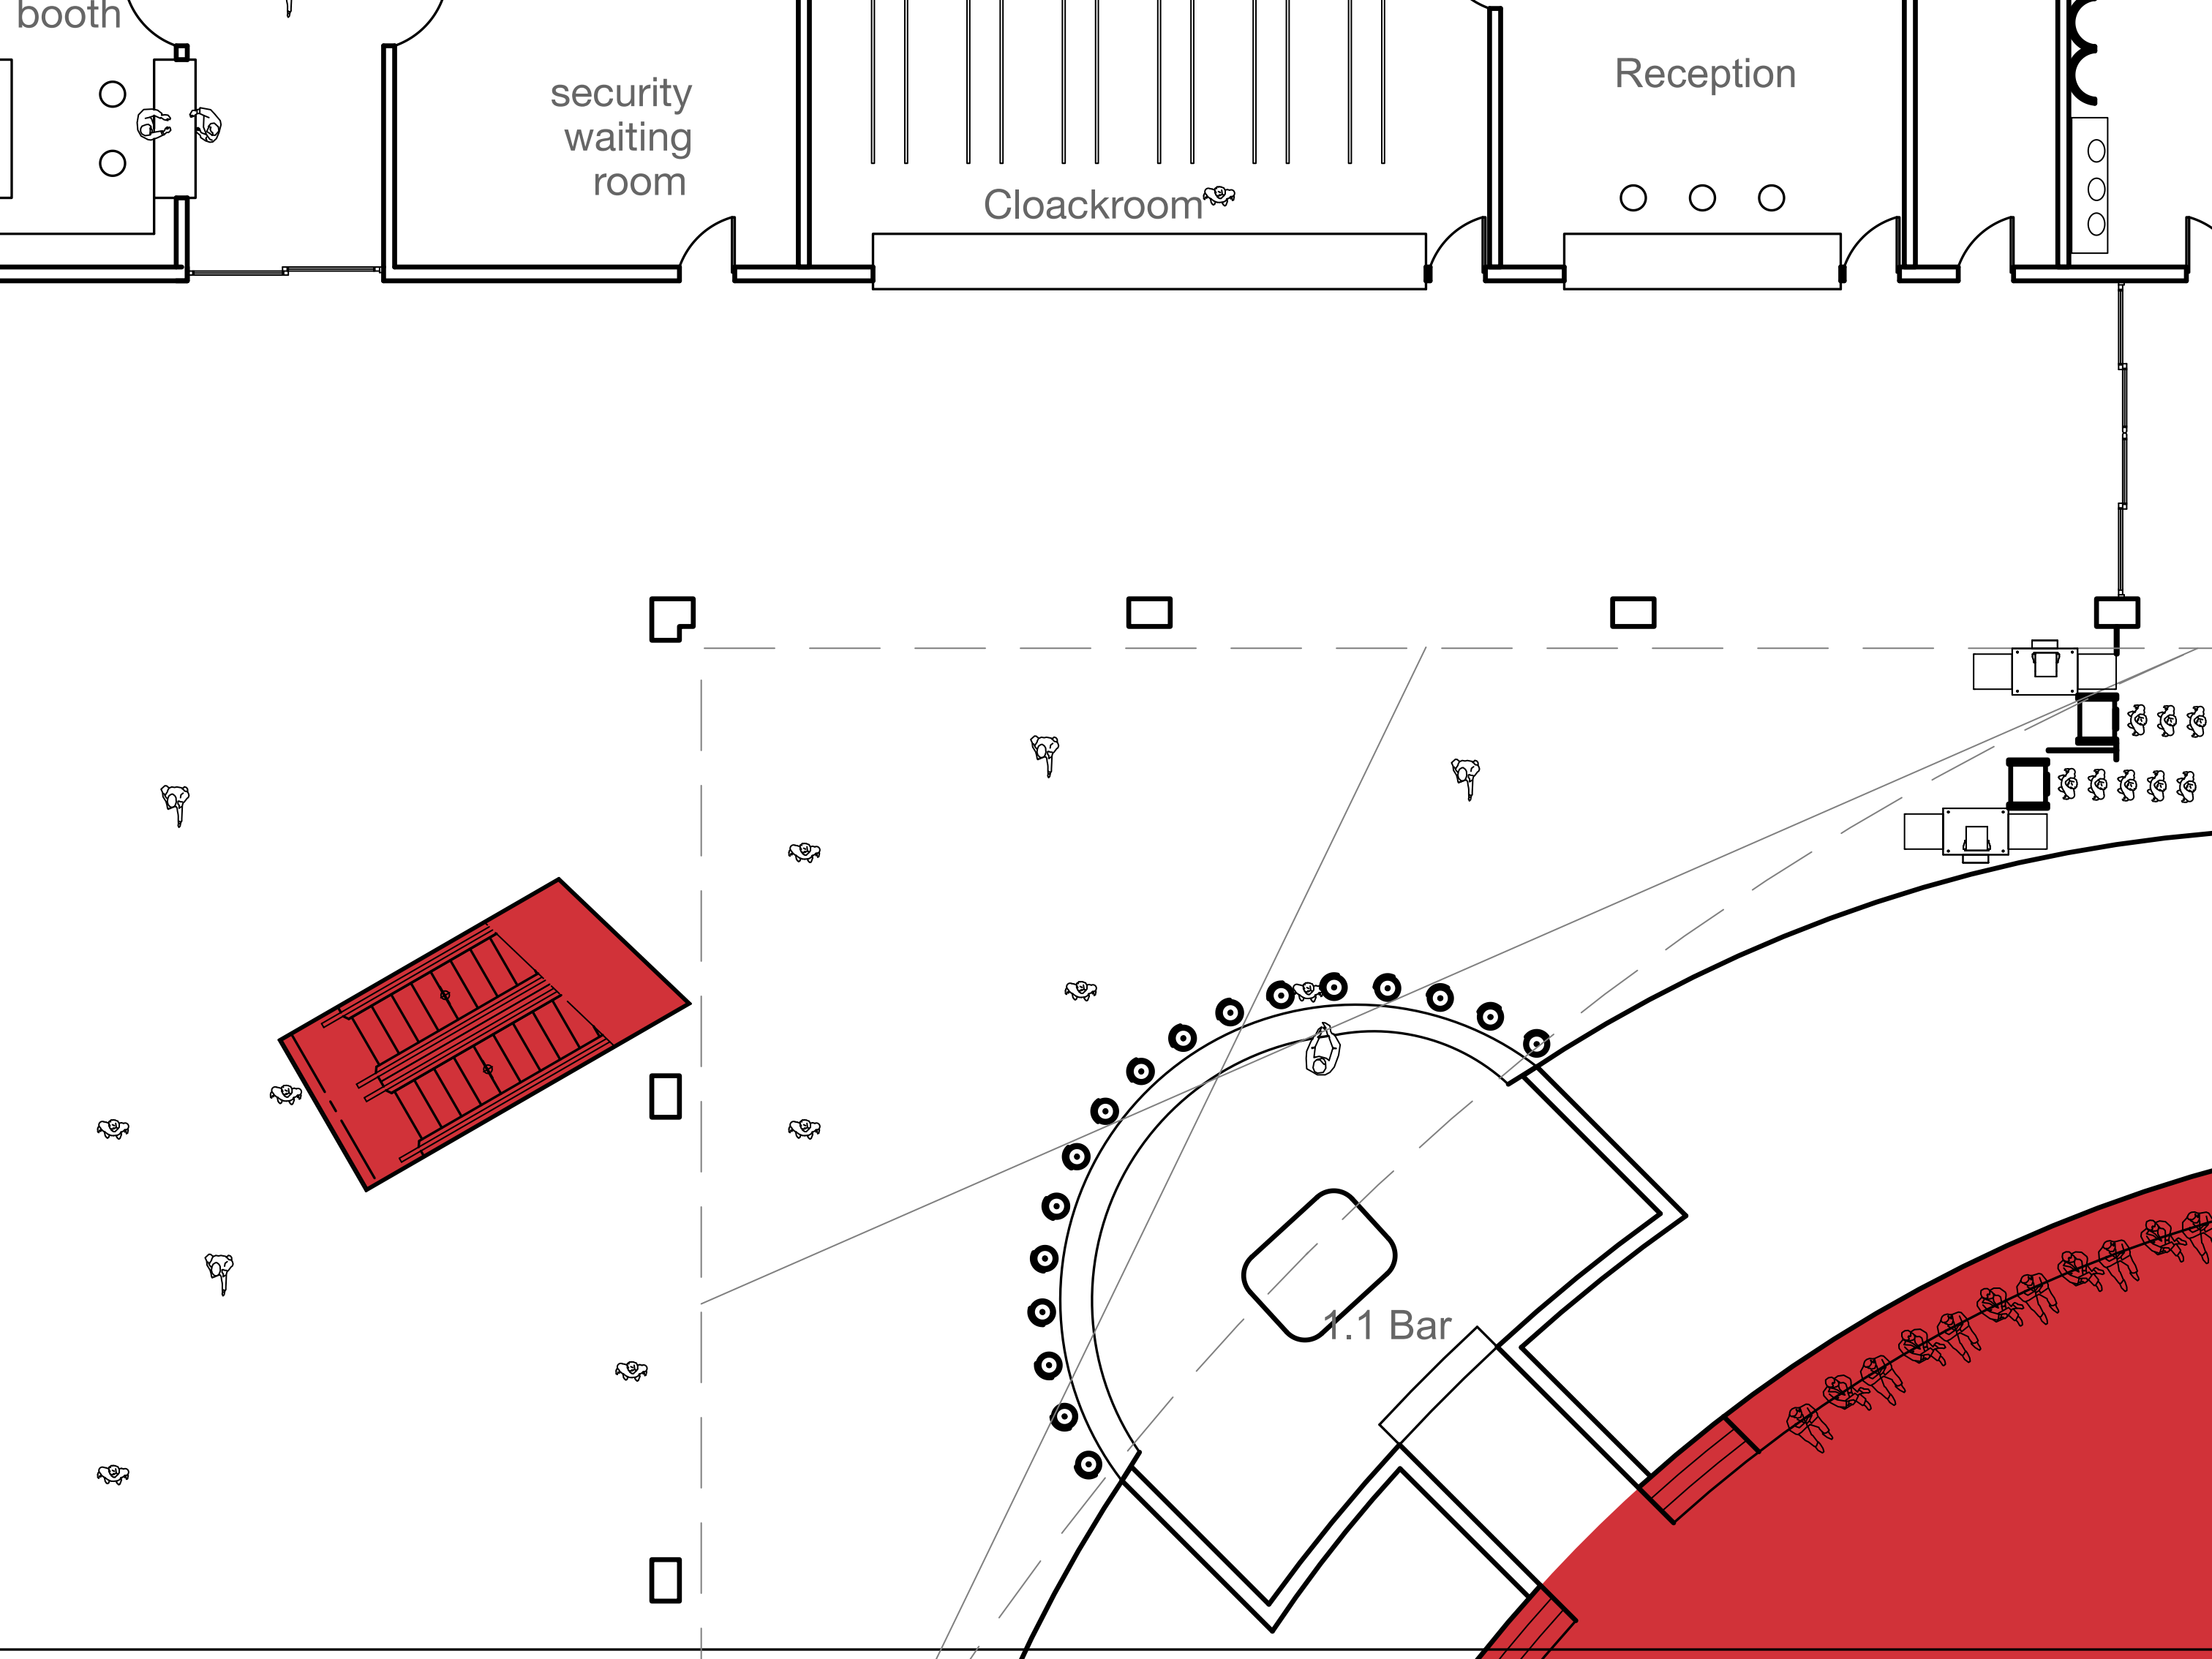 booth
security
waiting
room
Cloackroom
Reception
1.1 Bar